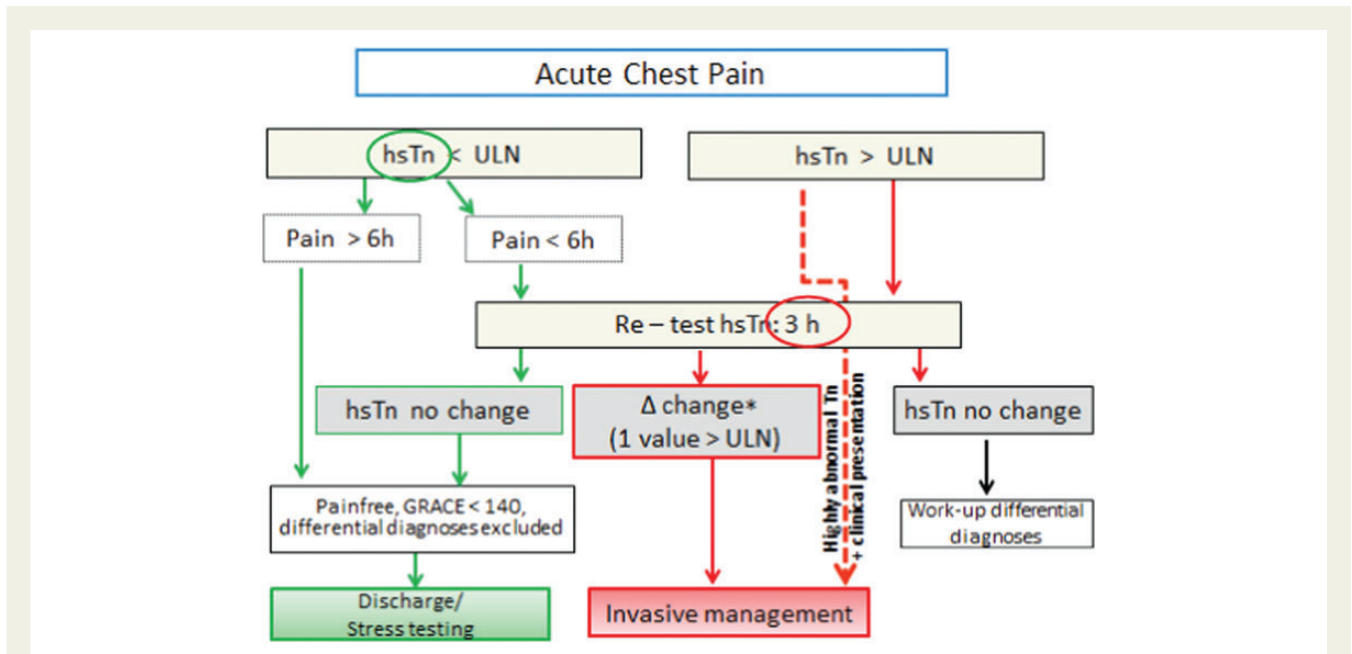 Acute Chest Pain
hsTn < ULN
hsTn > ULN
Pain > 6h
Pain < 6h
Re – test hsTn: 3 h
hsTn no change
Δ change*
(1 value > ULN)
Highly abnormal Tn
+ clinical presentation
hsTn no change
Painfree, GRACE < 140,
differential diagnoses excluded
Work-up differential
diagnoses
Discharge/
Stress testing
Invasive management